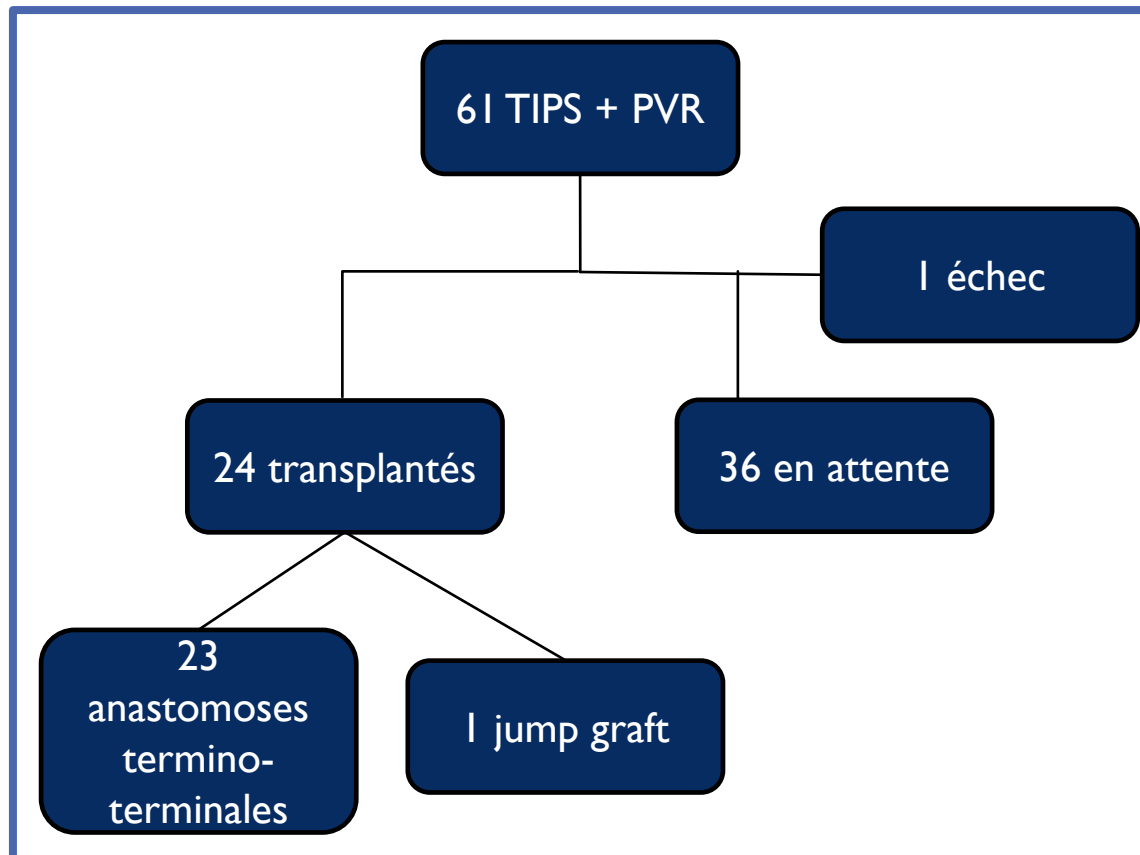 61 TIPS + PVR
1 échec
24 transplantés
36 en attente
23
anastomoses
termino-
terminales
1 jump graft